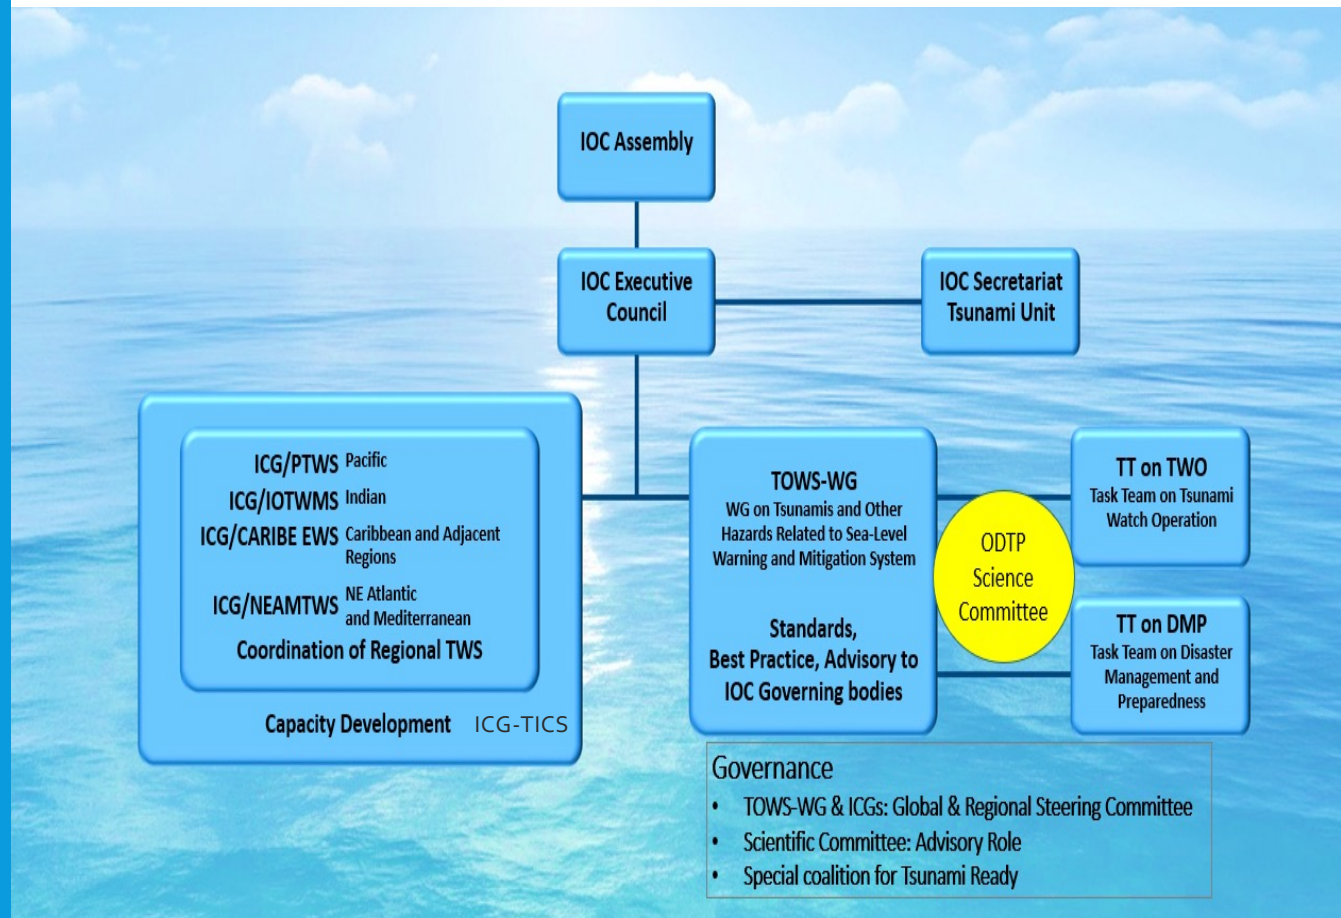 IOC Assembly
IOC Executive
Council
IOC Secretariat
Tsunami Unit
ICG/PTWS Pacific
ICG/IOTWMS Indian
ICG/CARIBE EWS Caribbean and Adjacent
Regions
ICG/NEAMTWS NE Atlantic
and Mediterranean
Coordination of Regional TWS
Capacity Development ICG-TICS
TOWS-WG
WG on Tsunamis and Other
Hazards Related to Sea-Level
Warning and Mitigation System
Standards,
Best Practice, Advisory to
IOC Governing bodies
ODTP
Science
Committee
TT on TWO
Task Team on Tsunami
Watch Operation
TT on DMP
Task Team on Disaster
Management and
Preparedness
Governance
• TOWS-WG & ICGs: Global & Regional Steering Committee
• Scientific Committee: Advisory Role
• Special coalition for Tsunami Ready